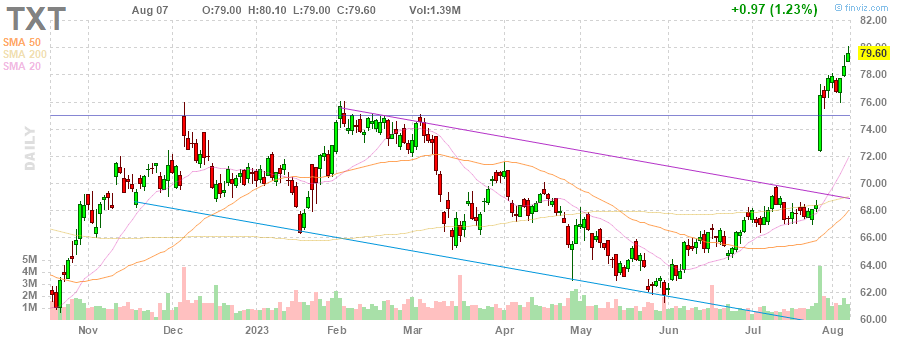 TXT
Aug 07 O:79.00 H:80.10 L:79.00 C:79.60 Vol:1.39M +0.97 (1.23%)
finviz.com
SMA 50
SMA 200
SMA 20
DAILY
82.00
80.00
79.60
78.00
76.00
74.00
72.00
70.00
68.00
66.00
64.00
62.00
60.00
5M
4M
3M
2M
1M
Nov Dec 2023 Feb Mar Apr May Jun Jul Aug